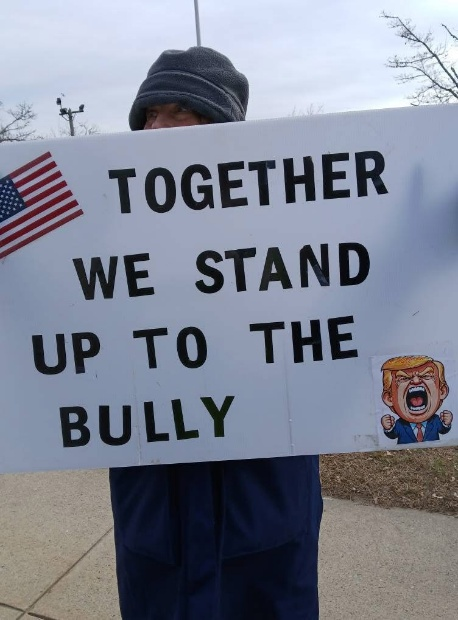 TOGETHER
WE STAND
UP TO THE
BULLY